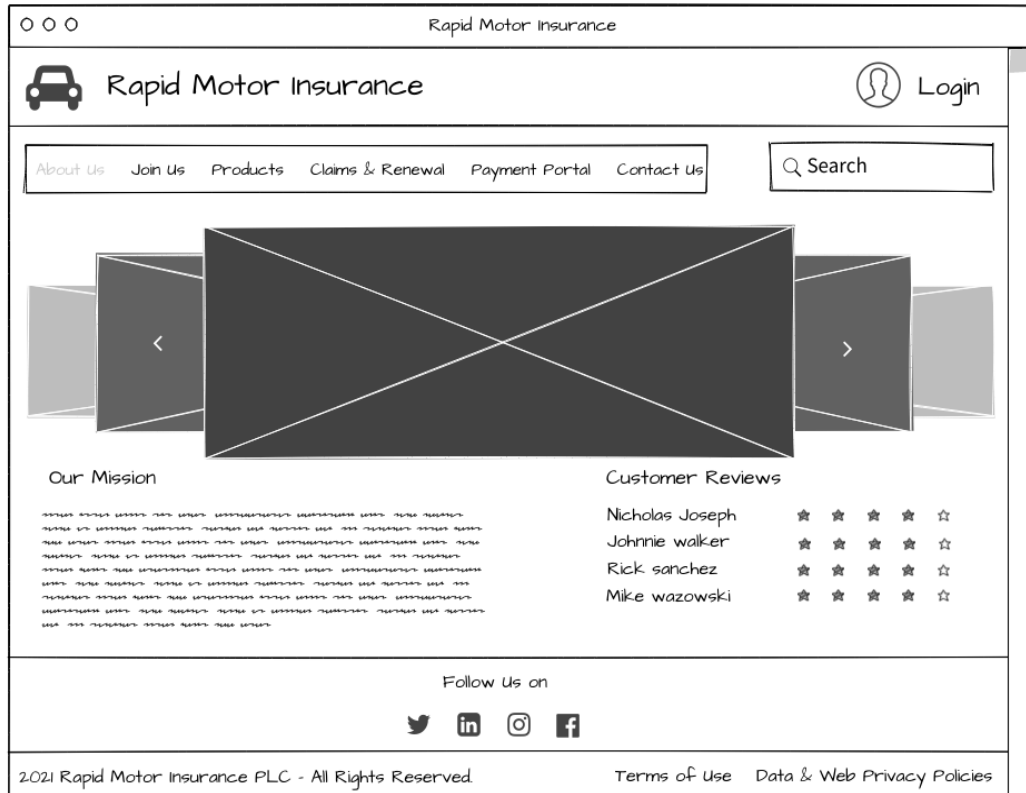 Rapid Motor Insurance
Rapid Motor Insurance
Login
About Us Join Us Products Claims & Renewal Payment Portal Contact Us
Search
Our Mission
Customer Reviews
Nicholas Joseph
Johnnie walker
Rick sanchez
Mike wazowski
Follow Us on
2021 Rapid Motor Insurance PLC - All Rights Reserved.
Terms of Use Data & Web Privacy Policies